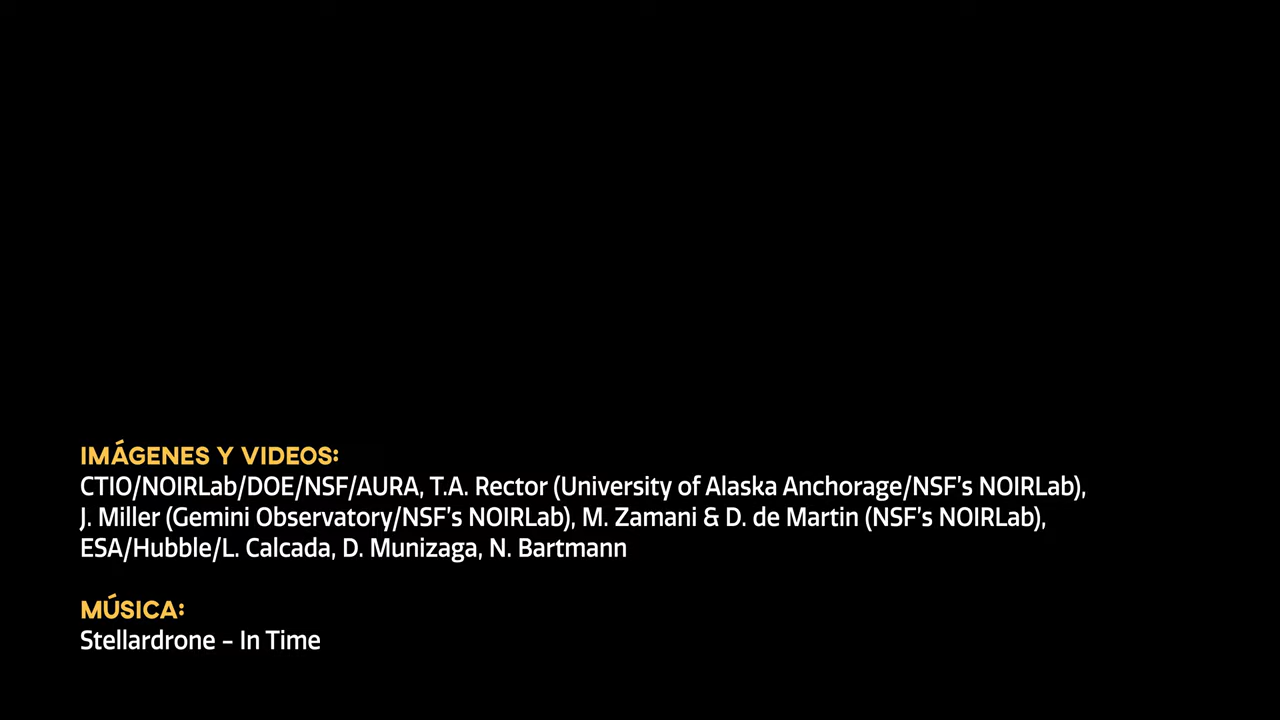 IMÁGENES Y VIDEOS:
CTIO/NOIRLab/DOE/NSF/AURA, T.A. Rector (University of Alaska Anchorage/NSF's NOIRLab),
J. Miller (Gemini Observatory/NSF's NOIRLab), M. Zamani & D. de Martin (NSF's NOIRLab),
ESA/Hubble/L. Calcada, D. Munizaga, N. Bartmann
MÚSICA:
Stellardrone – In Time